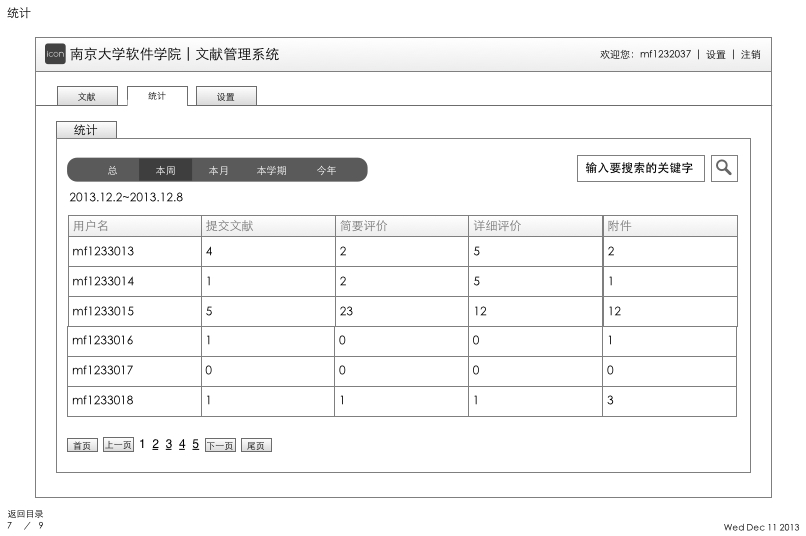 统计
icon 南京大学软件学院 | 文献管理系统 欢迎您: mf1232037 | 设置 | 注销
文献 统计 设置
统计
总 本周 本月 本学期 今年 输入要搜索的关键字
2013.12.2~2013.12.8
用户名 提交文献 简要评价 详细评价 附件
mf1233013 4 2 5 2
mf1233014 1 2 5 1
mf1233015 5 23 12 12
mf1233016 1 0 0 1
mf1233017 0 0 0 0
mf1233018 1 1 1 3
首页 上一页 1 2 3 4 5 下一页 尾页
返回目录
7 / 9 Wed Dec 11 2013